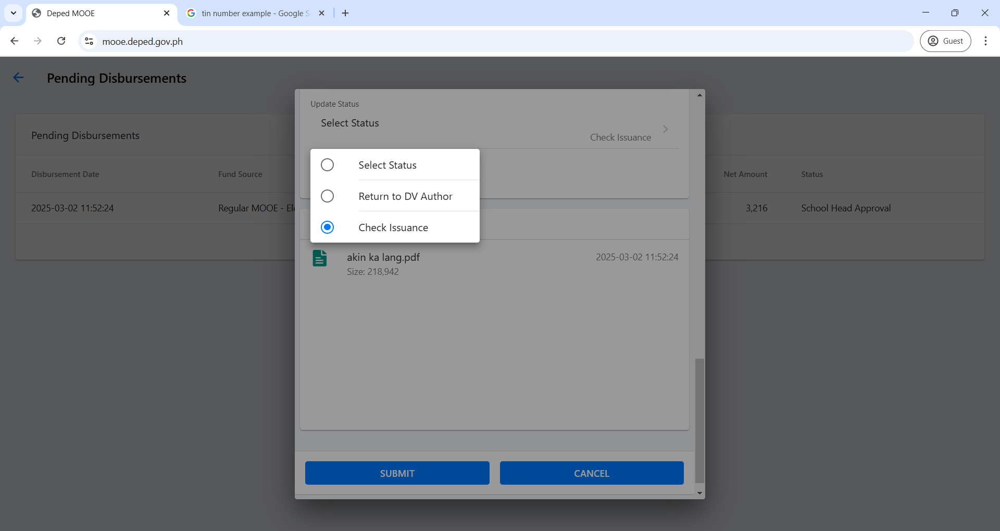 Deped MOOE
tin number example - Google S
mooe.deped.gov.ph
Guest
Pending Disbursements
Update Status
Select Status
Check Issuance
Pending Disbursements
Select Status
Return to DV Author
Check Issuance
Disbursement Date
Fund Source
Net Amount
Status
2025-03-02 11:52:24
Regular MOOE - Ele
3,216
School Head Approval
akin ka lang.pdf
2025-03-02 11:52:24
Size: 218,942
SUBMIT
CANCEL